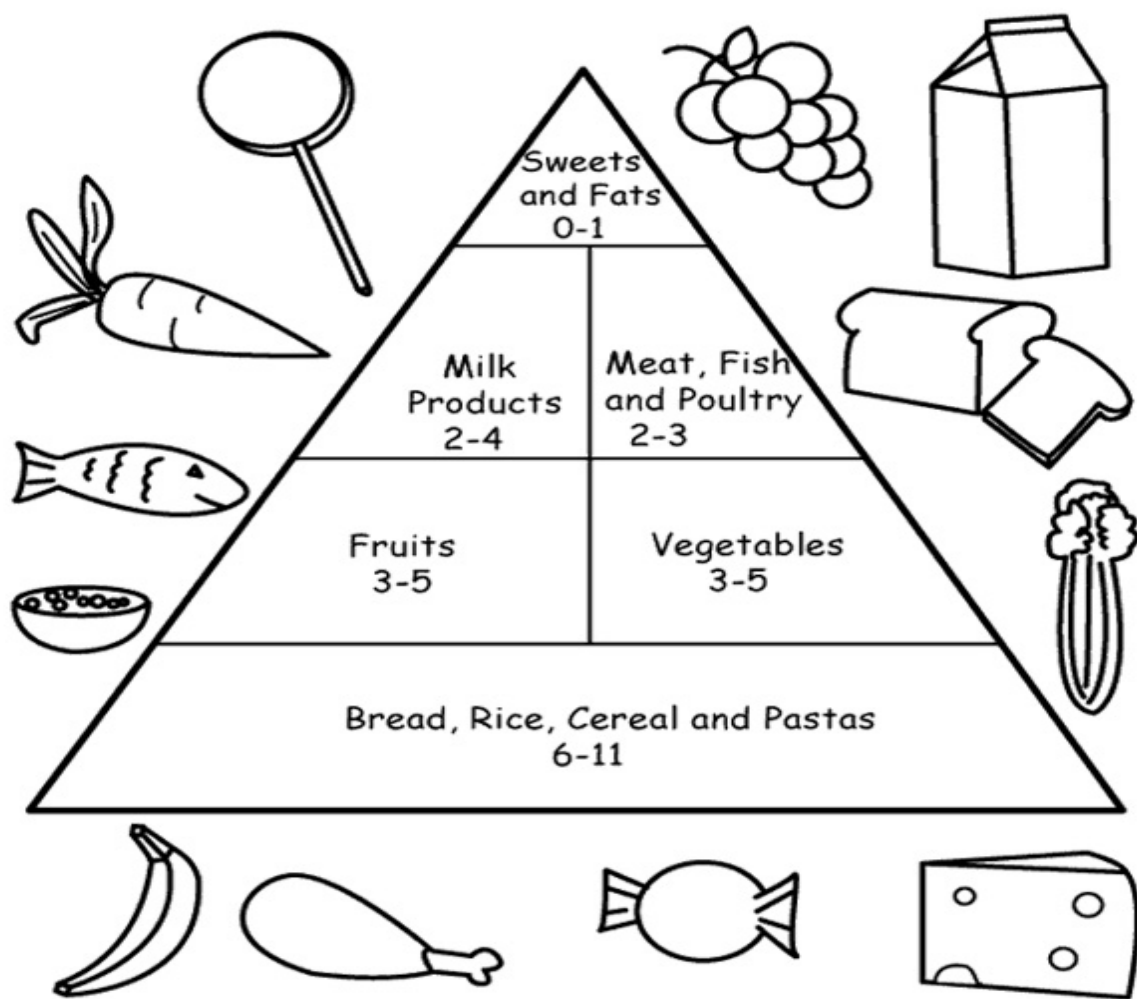 Sweets
and Fats
0-1
Milk
Products
2-4
Meat, Fish
and Poultry
2-3
Fruits
3-5
Vegetables
3-5
Bread, Rice, Cereal and Pastas
6-11